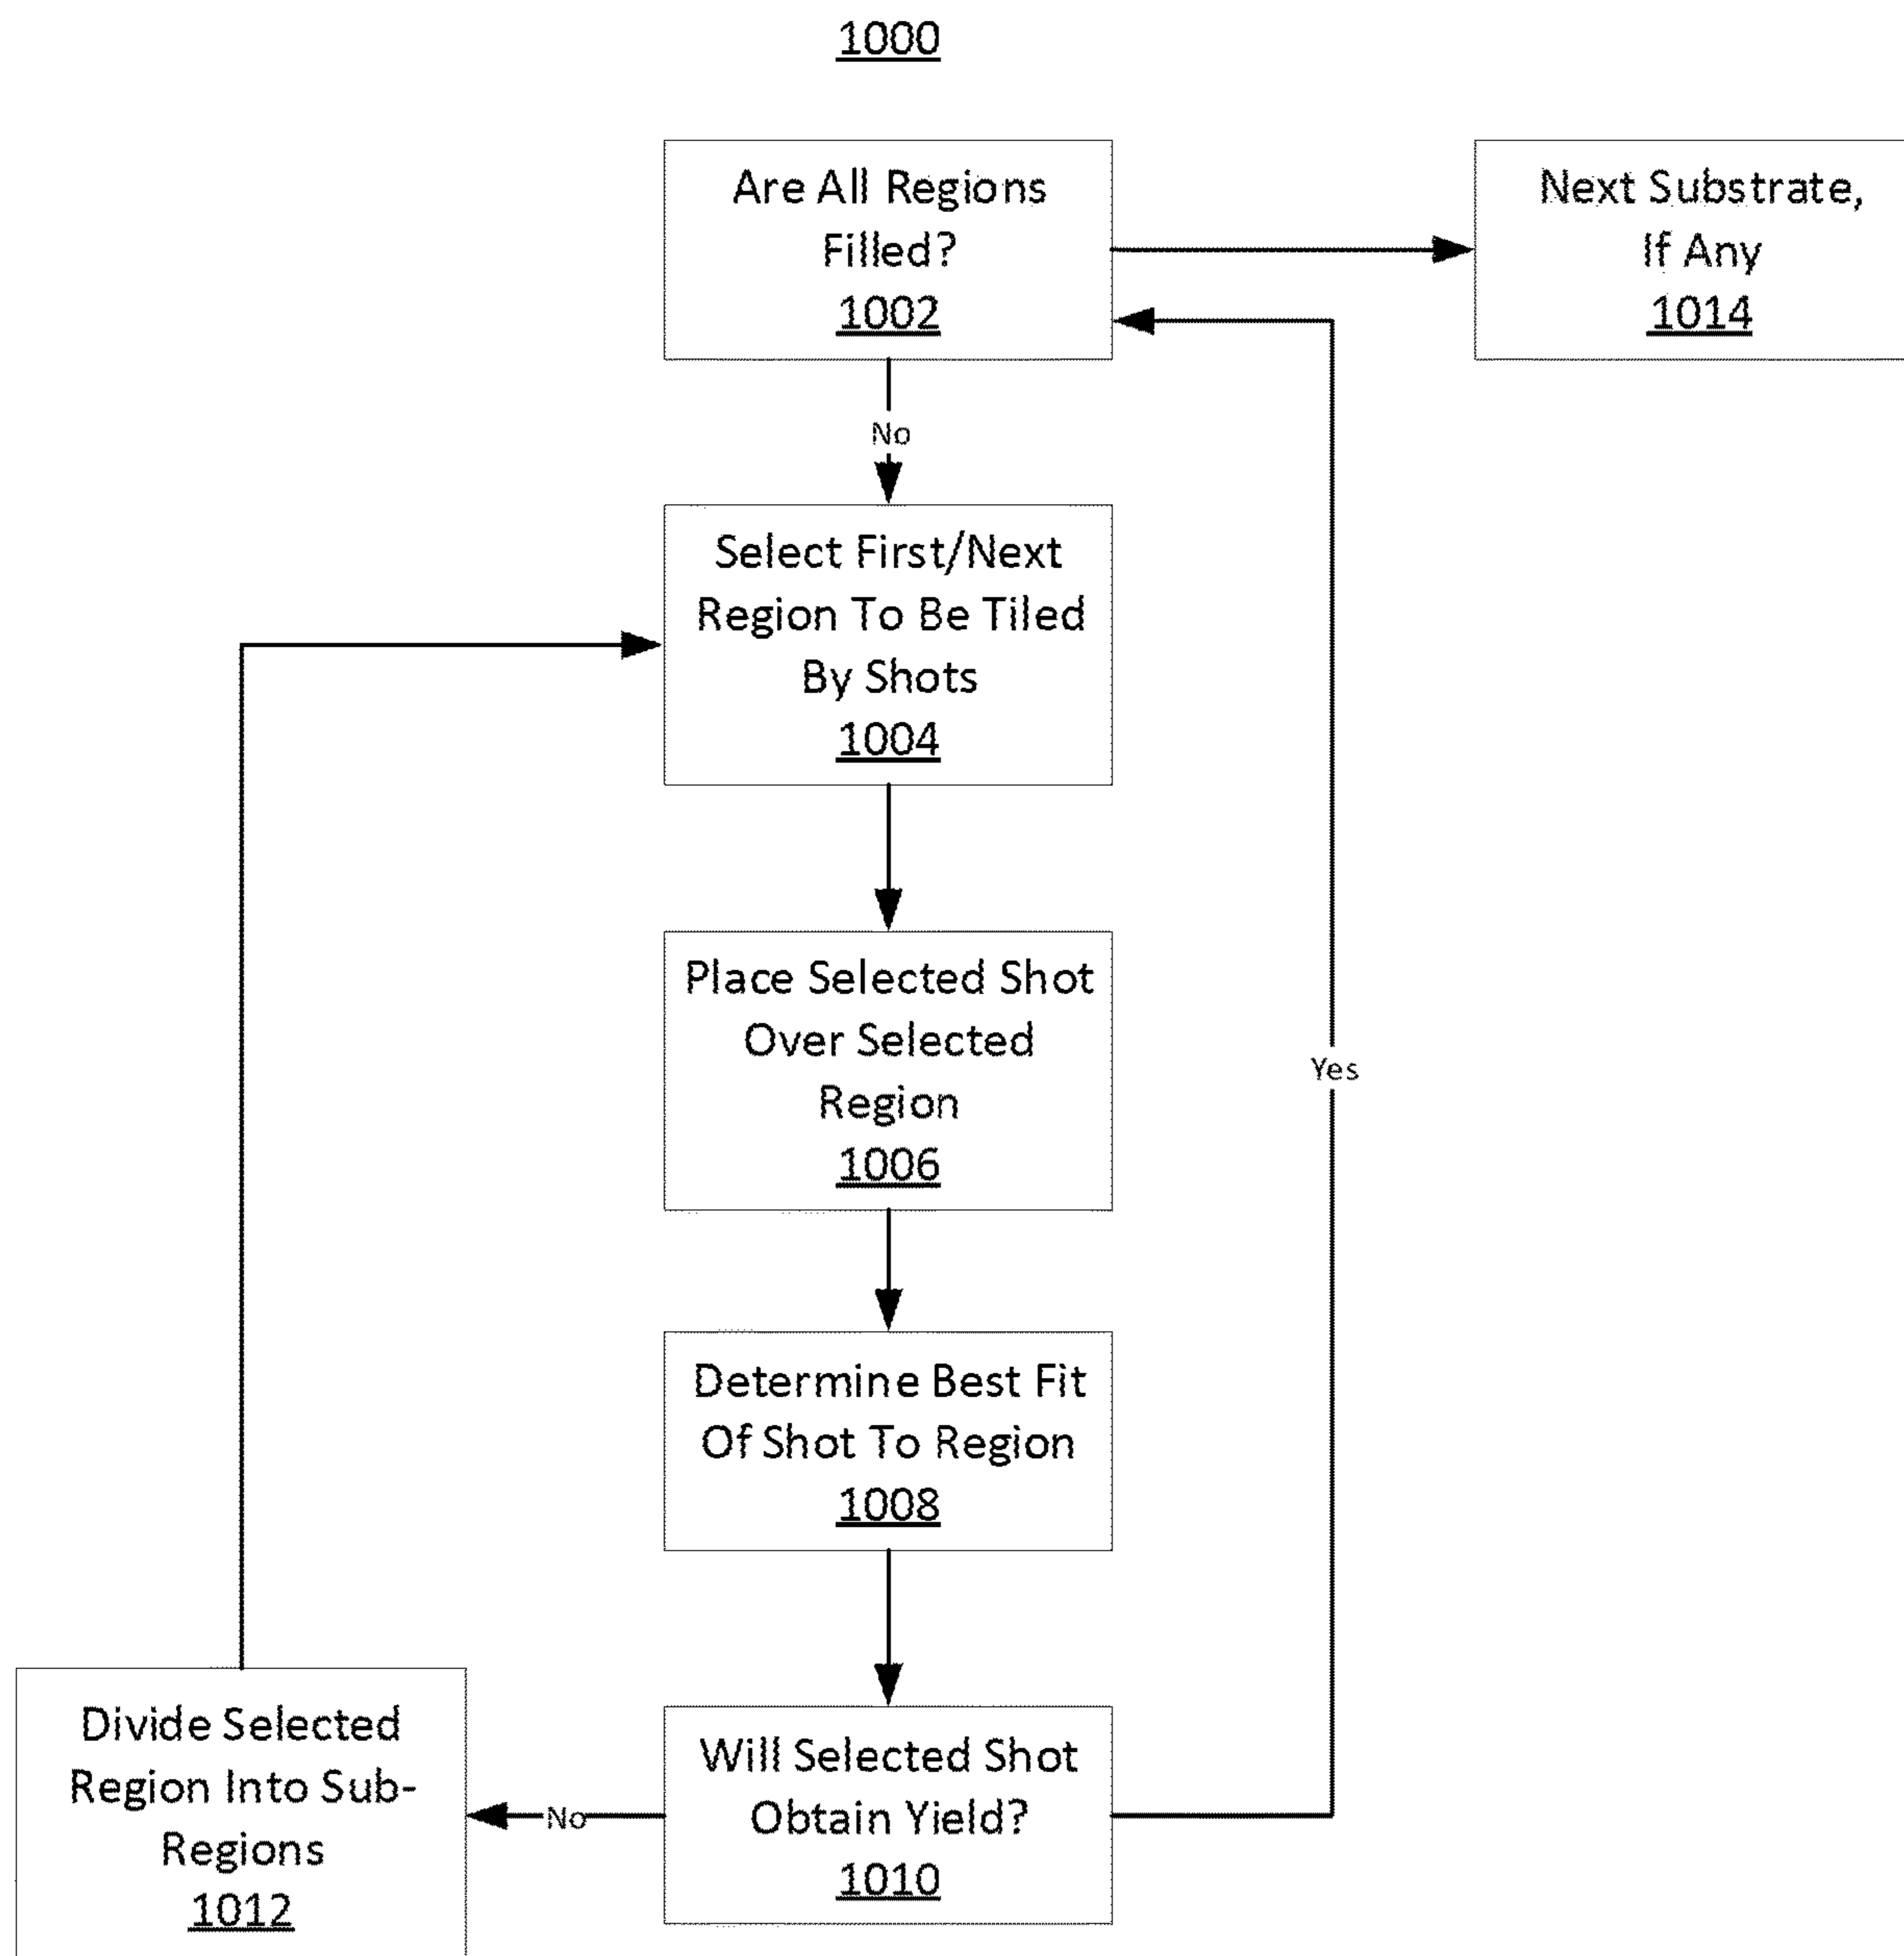 1000
Are All Regions
Filled?
1002
Next Substrate,
If Any
1014
No
Select First/Next
Region To Be Tiled
By Shots
1004
Place Selected Shot
Over Selected
Region
1006
Yes
Determine Best Fit
Of Shot To Region
1008
Divide Selected
Region Into Sub-
Regions
1012
No
Will Selected Shot
Obtain Yield?
1010